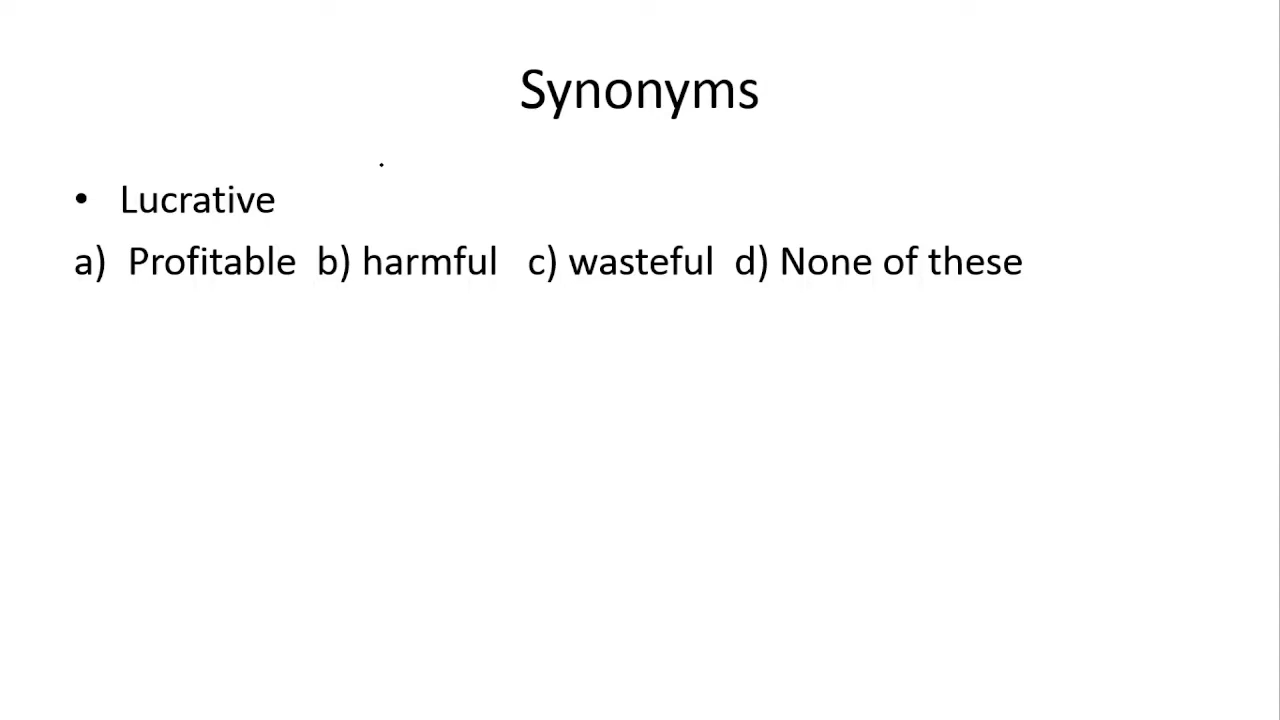 Synonyms
• Lucrative
a) Profitable b) harmful c) wasteful d) None of these